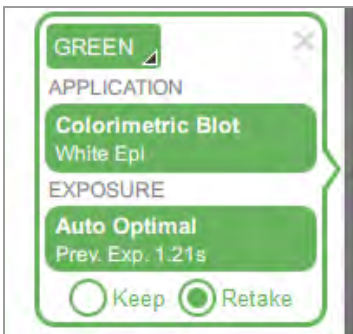 GREEN
APPLICATION
Colorimetric Blot
White Epi
EXPOSURE
Auto Optimal
Prev. Exp. 1.21s
Keep Retake